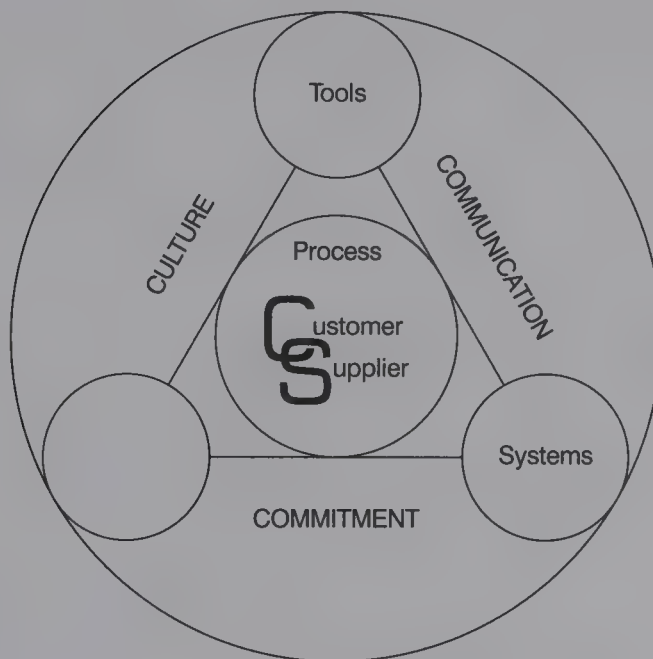 Tools
CULTURE
COMMUNICATION
Process
Customer
Supplier
Systems
COMMITMENT